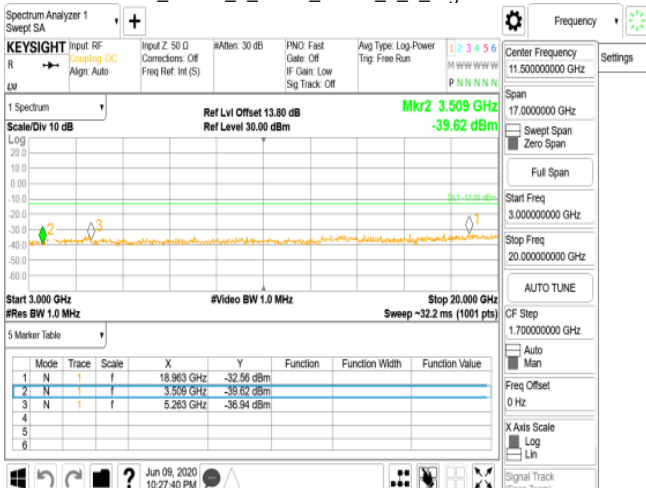 Spectrum Analyzer 1
Swept SA
Frequency
KEYSIGHT
R
Input: RF
Coupling: DC
Align: Auto
Input Z: 50 Ω
Corrections: Off
Freq Ref: Int (S)
#Atten: 30 dB
PNO: Fast
Gate: Off
IF Gain: Low
Sig Track: Off
Avg Type: Log-Power
Trig: Free Run
1 2 3 4 5 6
M W W W W W
P N N N N N
Center Frequency
11.500000000 GHz
Settings
Span
17.0000000 GHz
Swept Span
Zero Span
Full Span
Start Freq
3.000000000 GHz
Stop Freq
20.000000000 GHz
AUTO TUNE
CF Step
1.700000000 GHz
Auto
Man
Freq Offset
0 Hz
X Axis Scale
Log
Lin
Signal Track
1 Spectrum
Scale/Div 10 dB
Ref Lvl Offset 13.80 dB
Ref Level 30.00 dBm
Mkr2 3.509 GHz
-39.62 dBm
Log
20.0
10.0
0.00
-10.0
-20.0
-30.0
-40.0
-50.0
-60.0
DL1 -13.00 dBm
2
3
1
Start 3.000 GHz
#Res BW 1.0 MHz
#Video BW 1.0 MHz
Stop 20.000 GHz
Sweep ~32.2 ms (1001 pts)
5 Marker Table
Mode Trace Scale X Y Function Function Width Function Value
1 N 1 f 18.963 GHz -32.56 dBm
2 N 1 f 3.509 GHz -39.62 dBm
3 N 1 f 5.263 GHz -36.94 dBm
4
5
6
?
Jun 09, 2020
10:27:40 PM